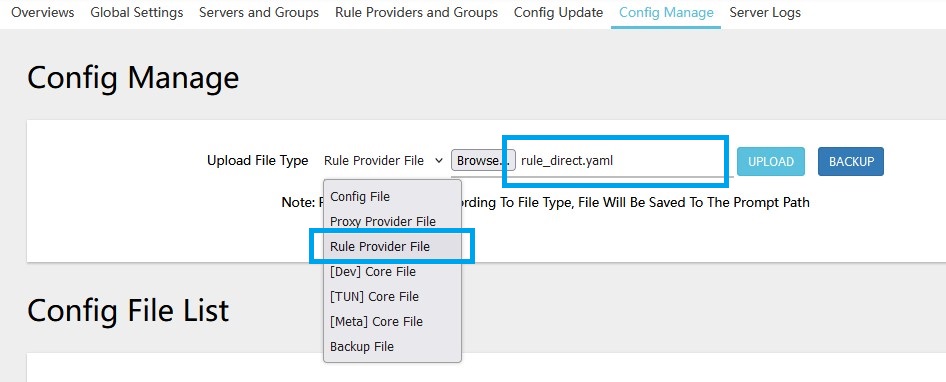 Overviews Global Settings Servers and Groups Rule Providers and Groups Config Update Config Manage Server Logs
Config Manage
Upload File Type Rule Provider File Browse... rule_direct.yaml UPLOAD BACKUP
Note: ording To File Type, File Will Be Saved To The Prompt Path
Config File
Proxy Provider File
Rule Provider File
[Dev] Core File
[TUN] Core File
[Meta] Core File
Backup File
Config File List